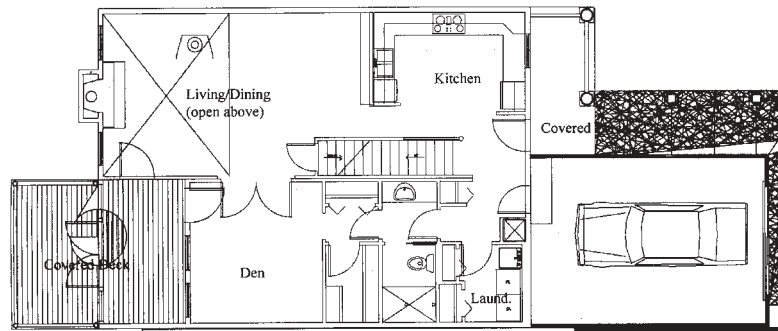 Living/Dining
(open above)
Kitchen
Covered
Covered Deck
Den
Laund.